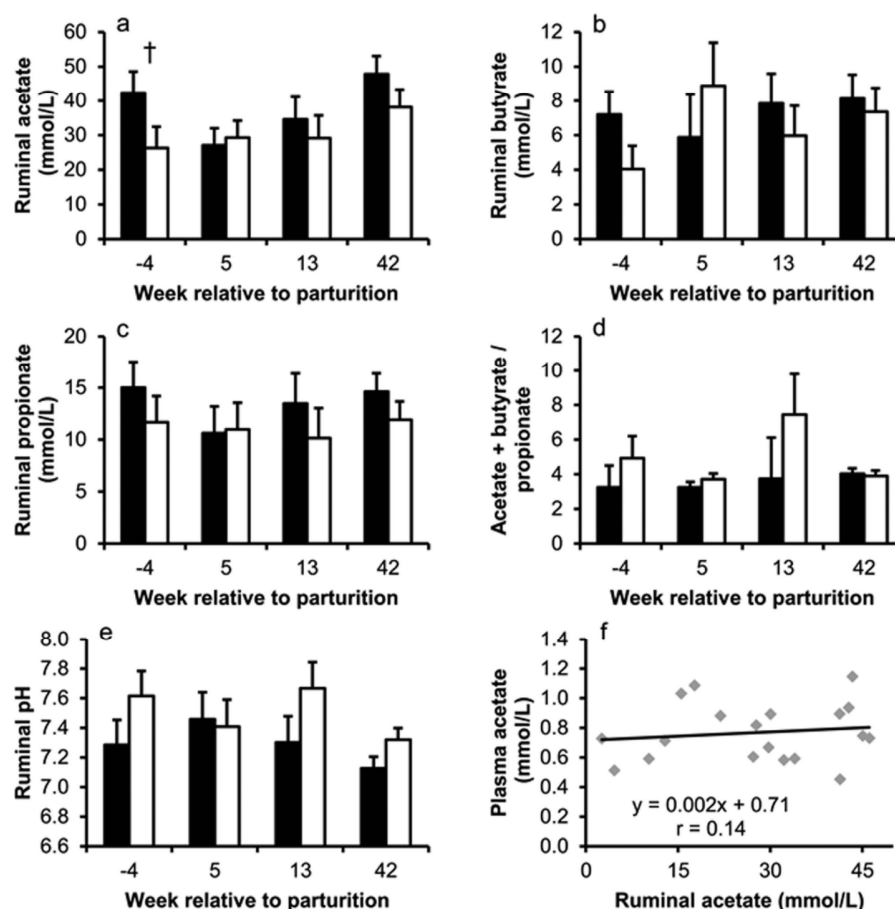 a
†
Ruminal acetate
(mmol/L)
60
50
40
30
20
10
0
-4 5 13 42
Week relative to parturition
b
Ruminal butyrate
(mmol/L)
12
10
8
6
4
2
0
-4 5 13 42
Week relative to parturition
c
Ruminal propionate
(mmol/L)
20
15
10
5
0
-4 5 13 42
Week relative to parturition
d
Acetate + butyrate /
propionate
12
10
8
6
4
2
0
-4 5 13 42
Week relative to parturition
e
Ruminal pH
8.0
7.8
7.6
7.4
7.2
7.0
6.8
6.6
-4 5 13 42
Week relative to parturition
f
Plasma acetate
(mmol/L)
1.4
1.2
1.0
0.8
0.6
0.4
0.2
0.0
y = 0.002x + 0.71
r = 0.14
0 15 30 45
Ruminal acetate (mmol/L)